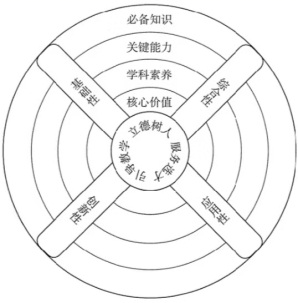 必备知识
关键能力
学科素养
核心价值
基础性
综合性
立德树人
引导教学
服务选才
创新性
应用性